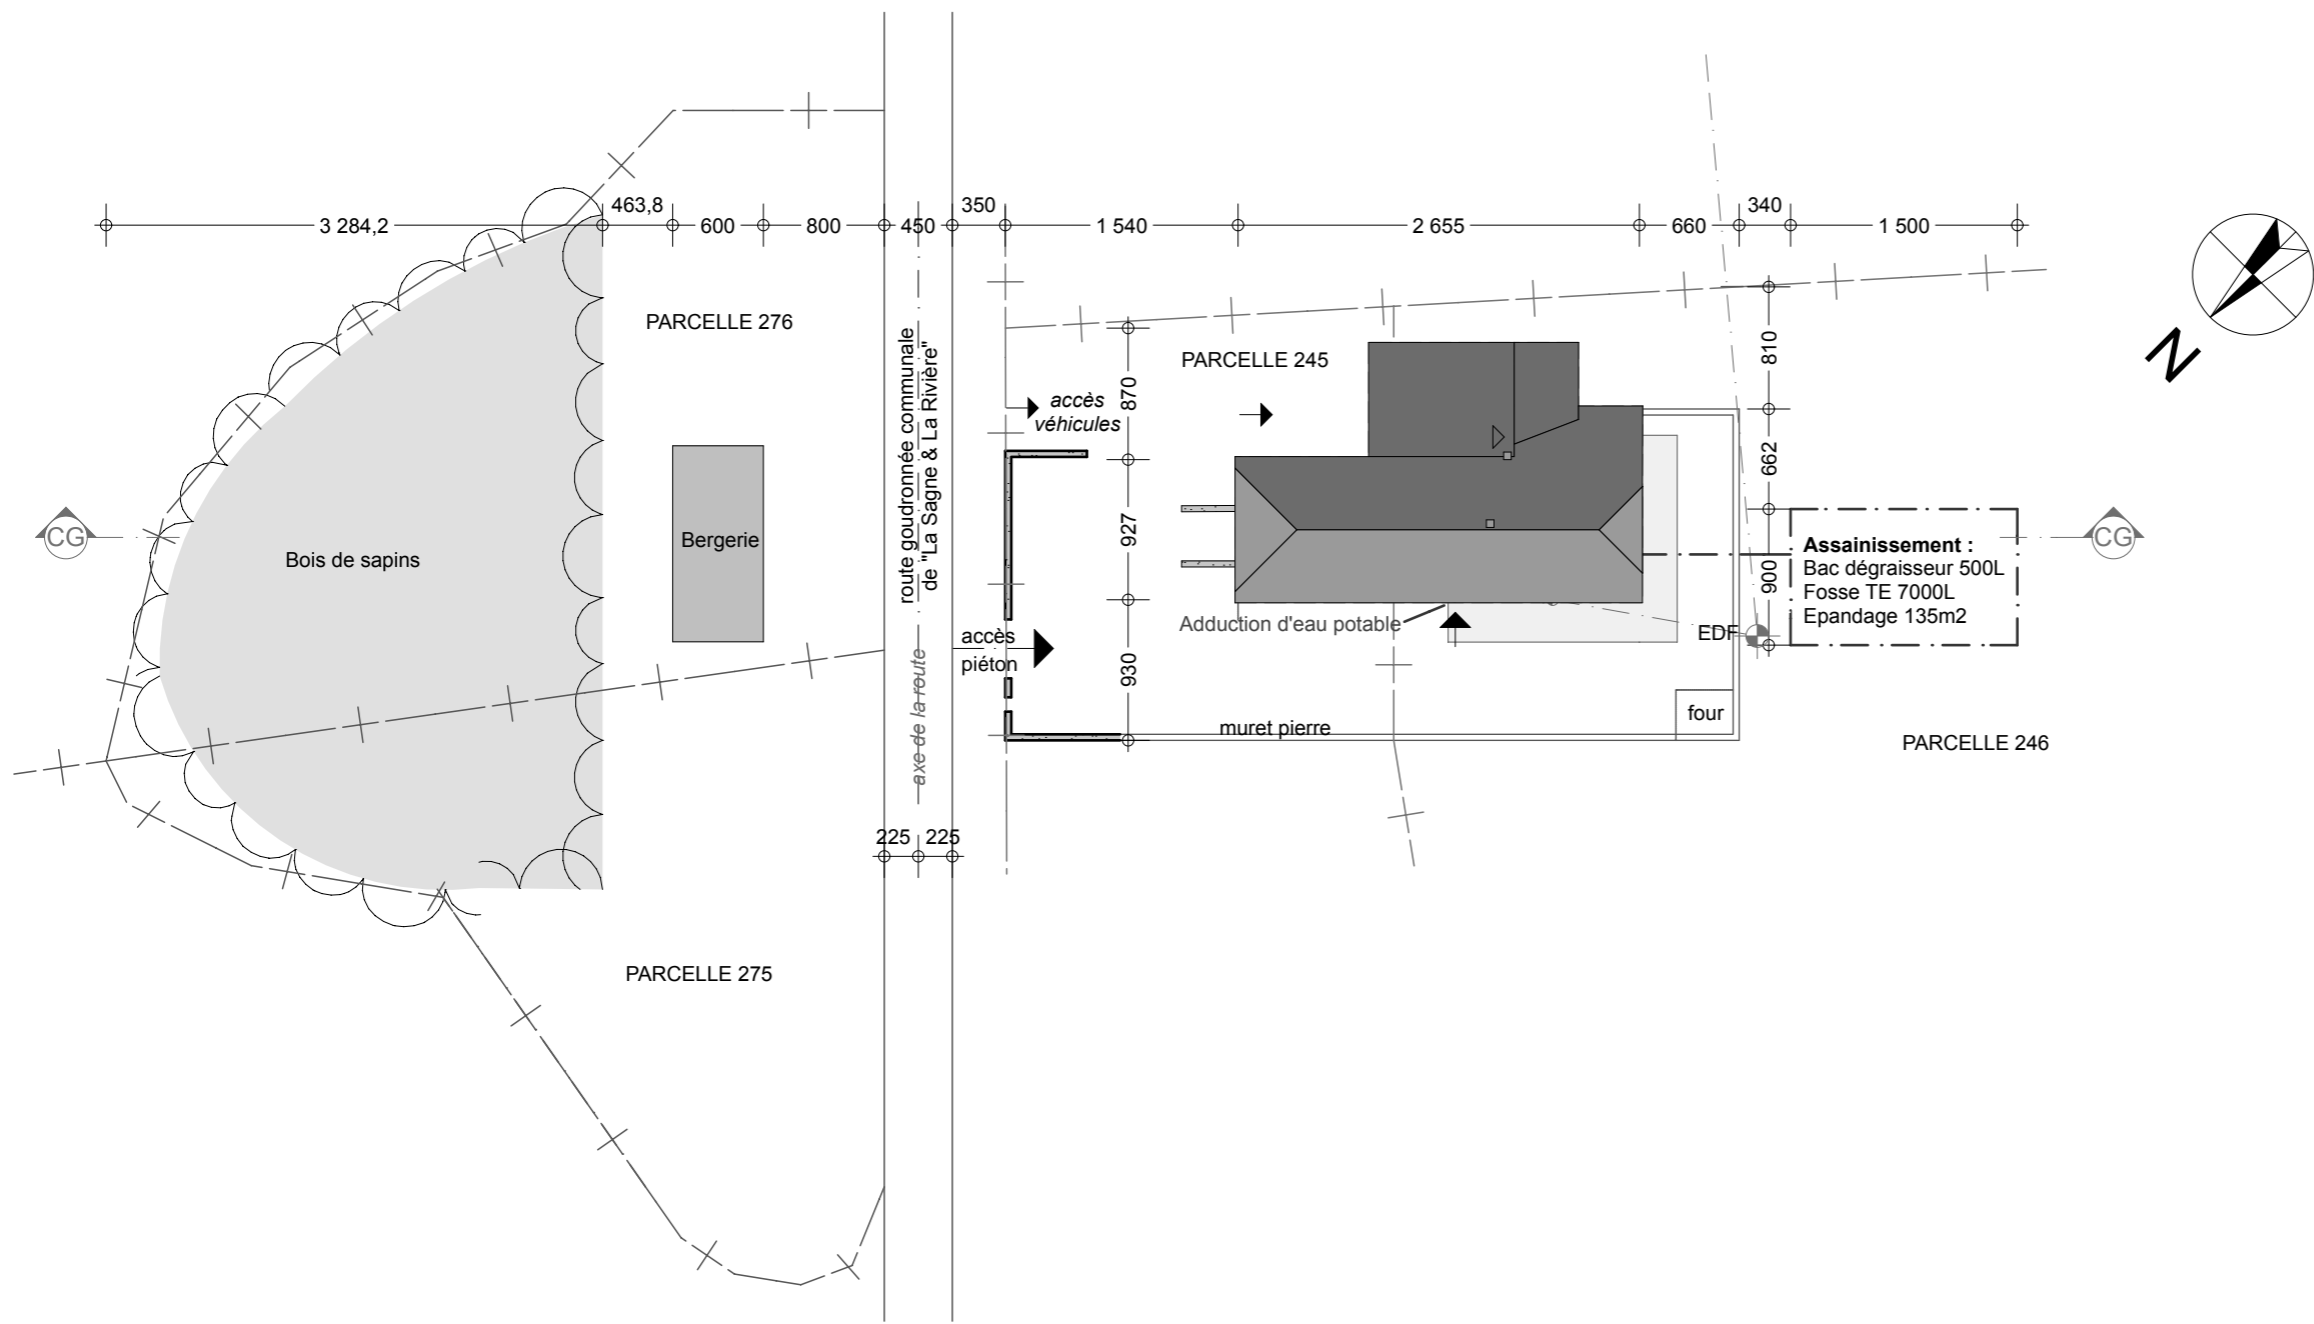 463,8
350
340
3 284,2
600
800
450
1 540
2 655
660
1 500
N
PARCELLE 276
PARCELLE 245
route goudronnée communale
de "La Sagne & La Rivière"
axe de la route
accès
véhicules
870
927
930
810
662
900
CG
Bois de sapins
Bergerie
Assainissement :
Bac dégraisseur 500L
Fosse TE 7000L
Epandage 135m2
CG
Adduction d'eau potable
EDF
accès
piéton
muret pierre
four
PARCELLE 246
225
225
PARCELLE 275